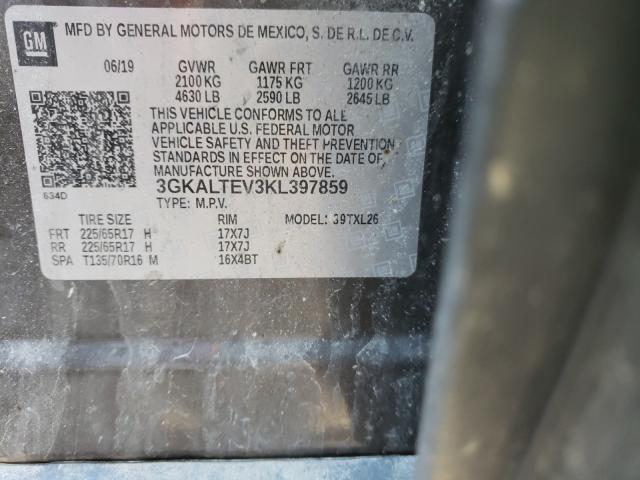 GM MFD BY GENERAL MOTORS DE MEXICO, S. DE R.L. DE C.V.
06/19 GVWR GAWR FRT GAWR RR
2100 KG 1175 KG 1200 KG
4630 LB 2590 LB 2645 LB
THIS VEHICLE CONFORMS TO ALL
APPLICABLE U.S. FEDERAL MOTOR
VEHICLE SAFETY AND THEFT PREVENTION
STANDARDS IN EFFECT ON THE DATE OF
MANUFACTURE SHOWN ABOVE.
3GKALTEV3KL397859
634D
TYPE: M.P.V.
TIRE SIZE RIM MODEL: 39TXL26
FRT 225/65R17 H 17X7J
RR 225/65R17 H 17X7J
SPA T135/70R16 M 16X4BT